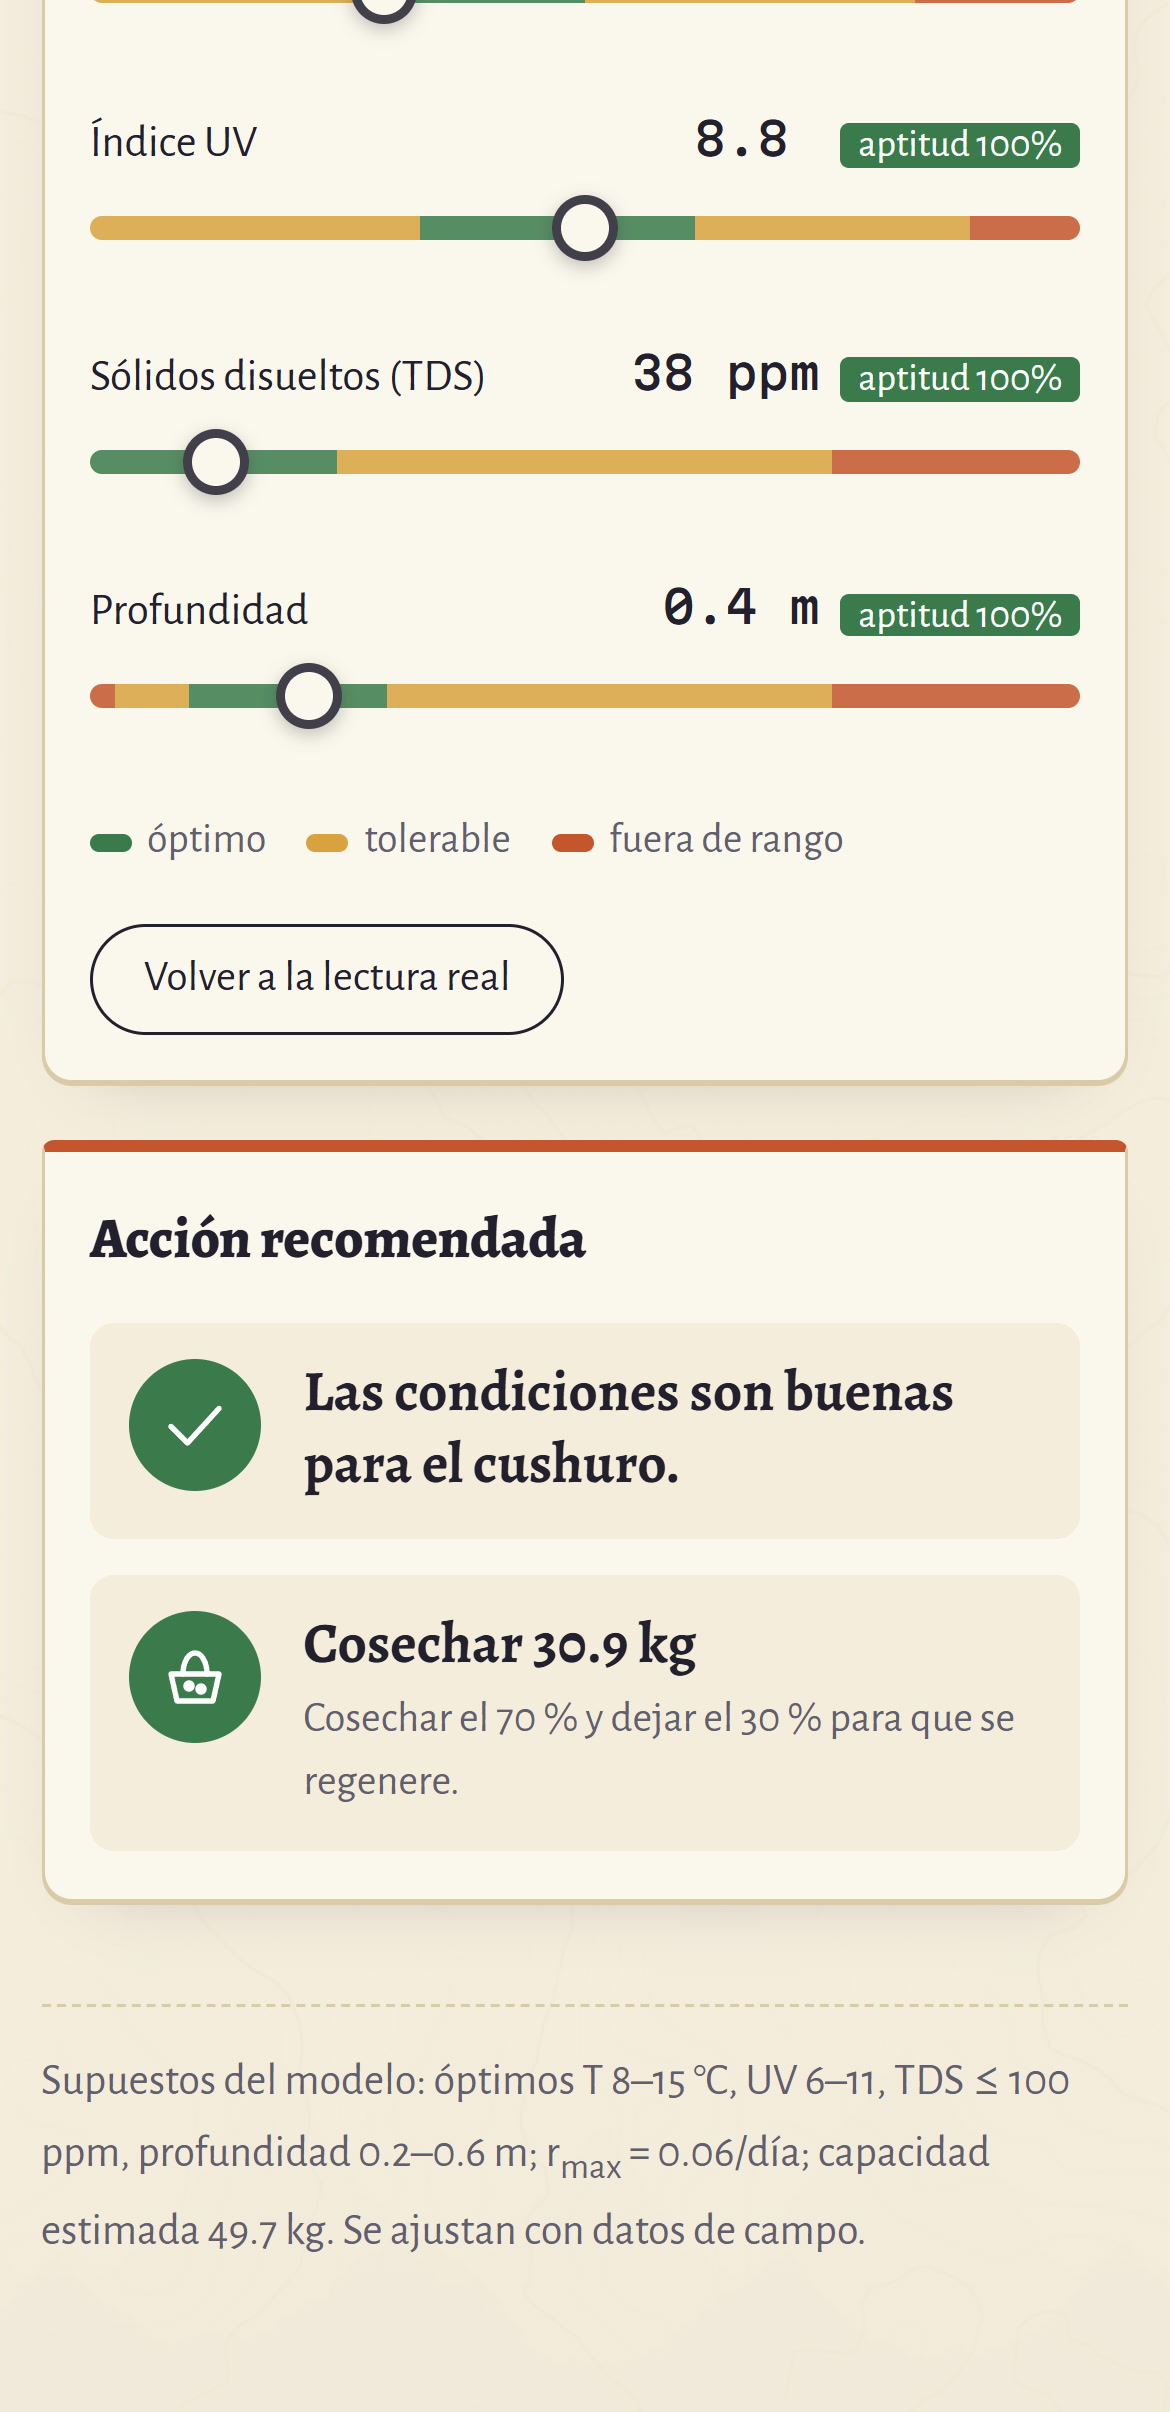 Índice UV 8.8 aptitud 100%
Sólidos disueltos (TDS) 38 ppm aptitud 100%
Profundidad 0.4 m aptitud 100%
óptimo tolerable fuera de rango
Volver a la lectura real
Acción recomendada
Las condiciones son buenas
para el cushuro.
Cosechar 30.9 kg
Cosechar el 70 % y dejar el 30 % para que se
regenere.
Supuestos del modelo: óptimos T 8–15 °C, UV 6–11, TDS ≤ 100
ppm, profundidad 0.2–0.6 m; rmax = 0.06/día; capacidad
estimada 49.7 kg. Se ajustan con datos de campo.